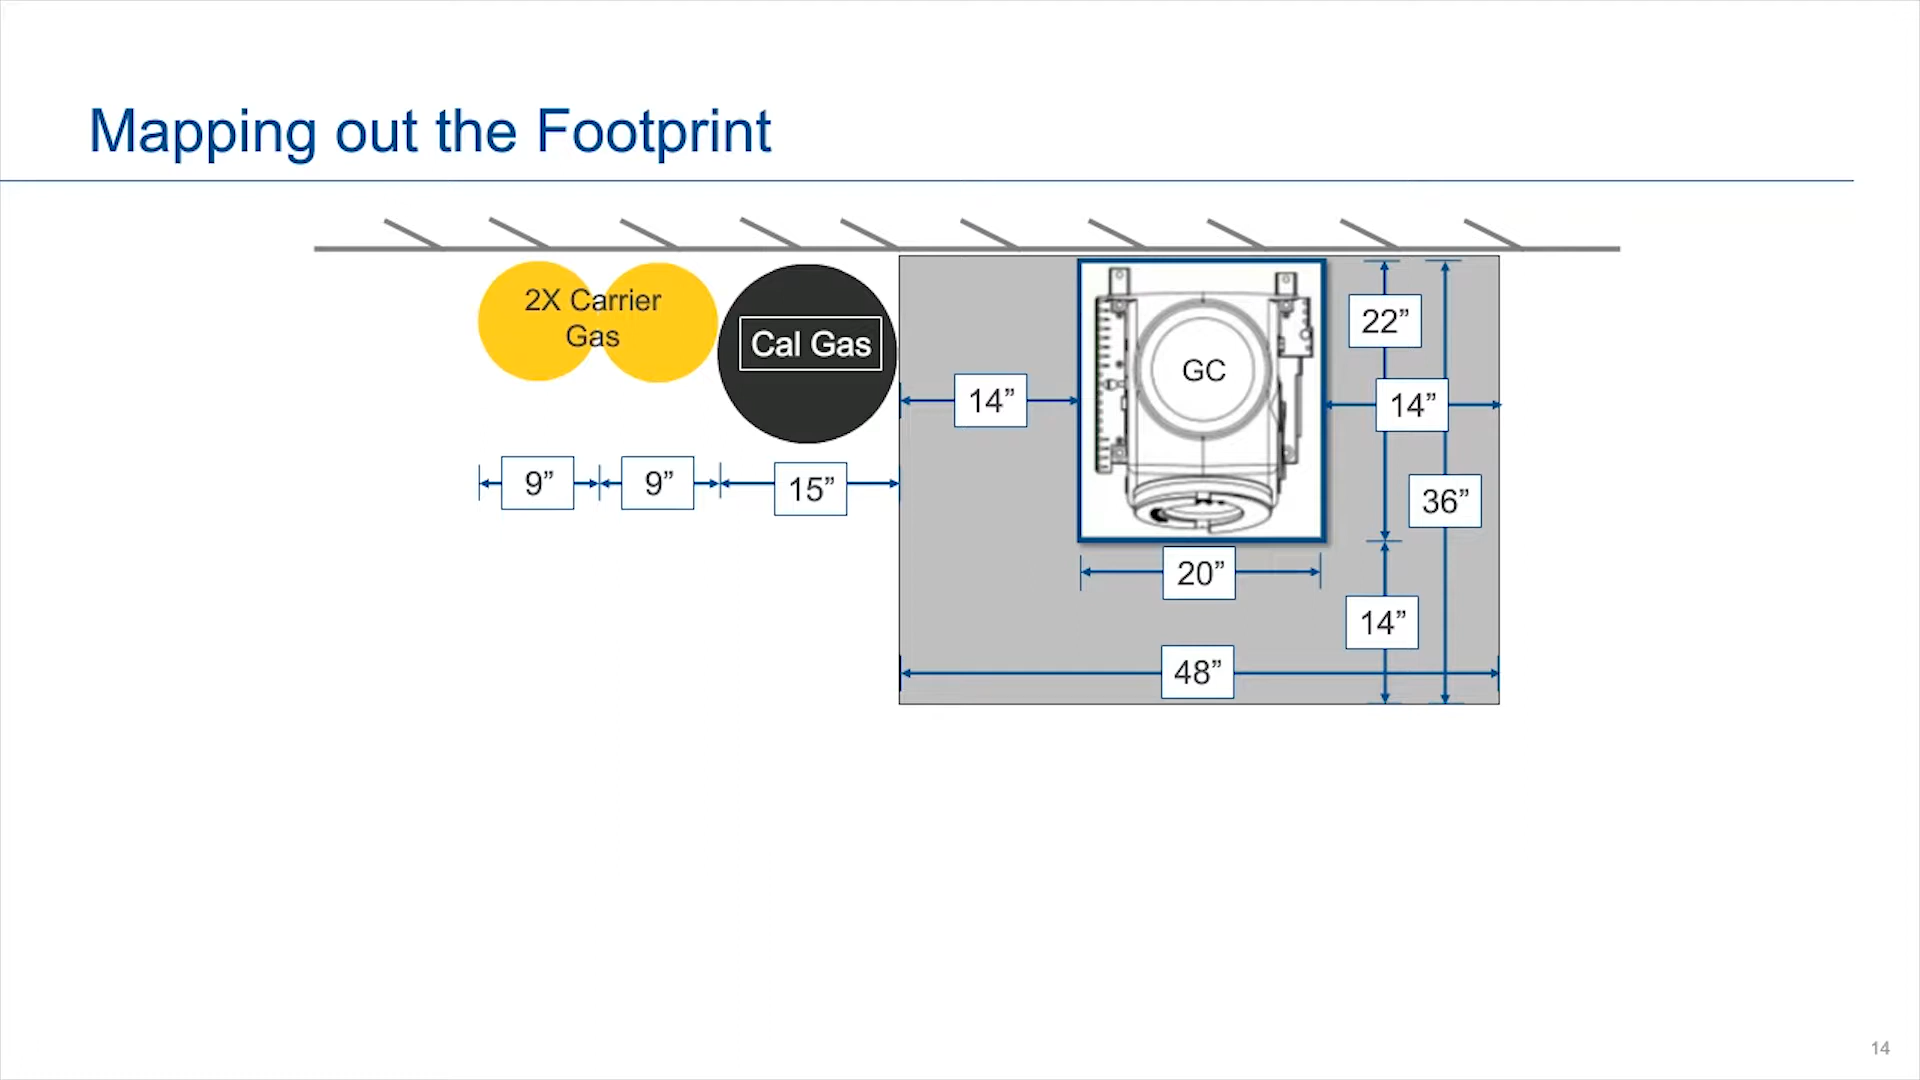 Mapping out the Footprint
2X Carrier
Gas
Cal Gas
GC
22”
14”
14”
36”
9”
9”
15”
20”
14”
48”
14